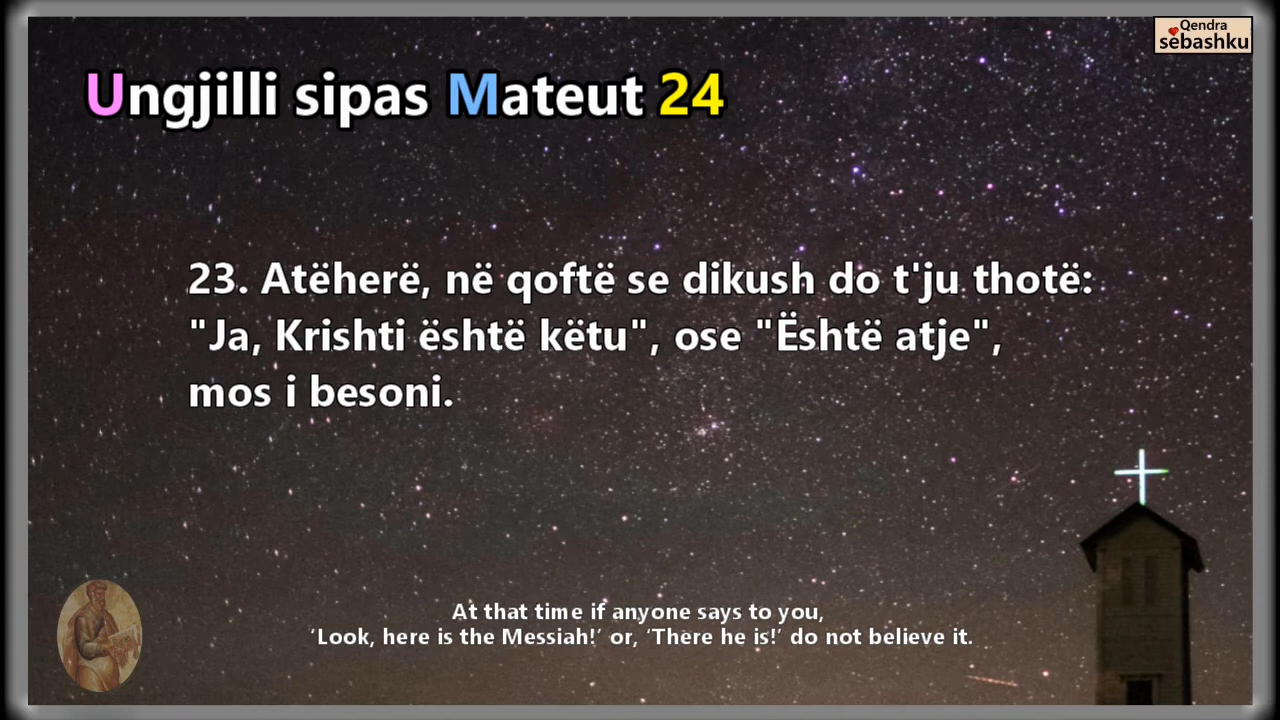 Qendra
sëbashku
Ungjilli sipas Mateut 24
23. Atëherë, në qoftë se dikush do t'ju thotë:
"Ja, Krishti është këtu", ose "Është atje",
mos i besoni.
At that time if anyone says to you,
‘Look, here is the Messiah!’ or, ‘There he is!’ do not believe it.